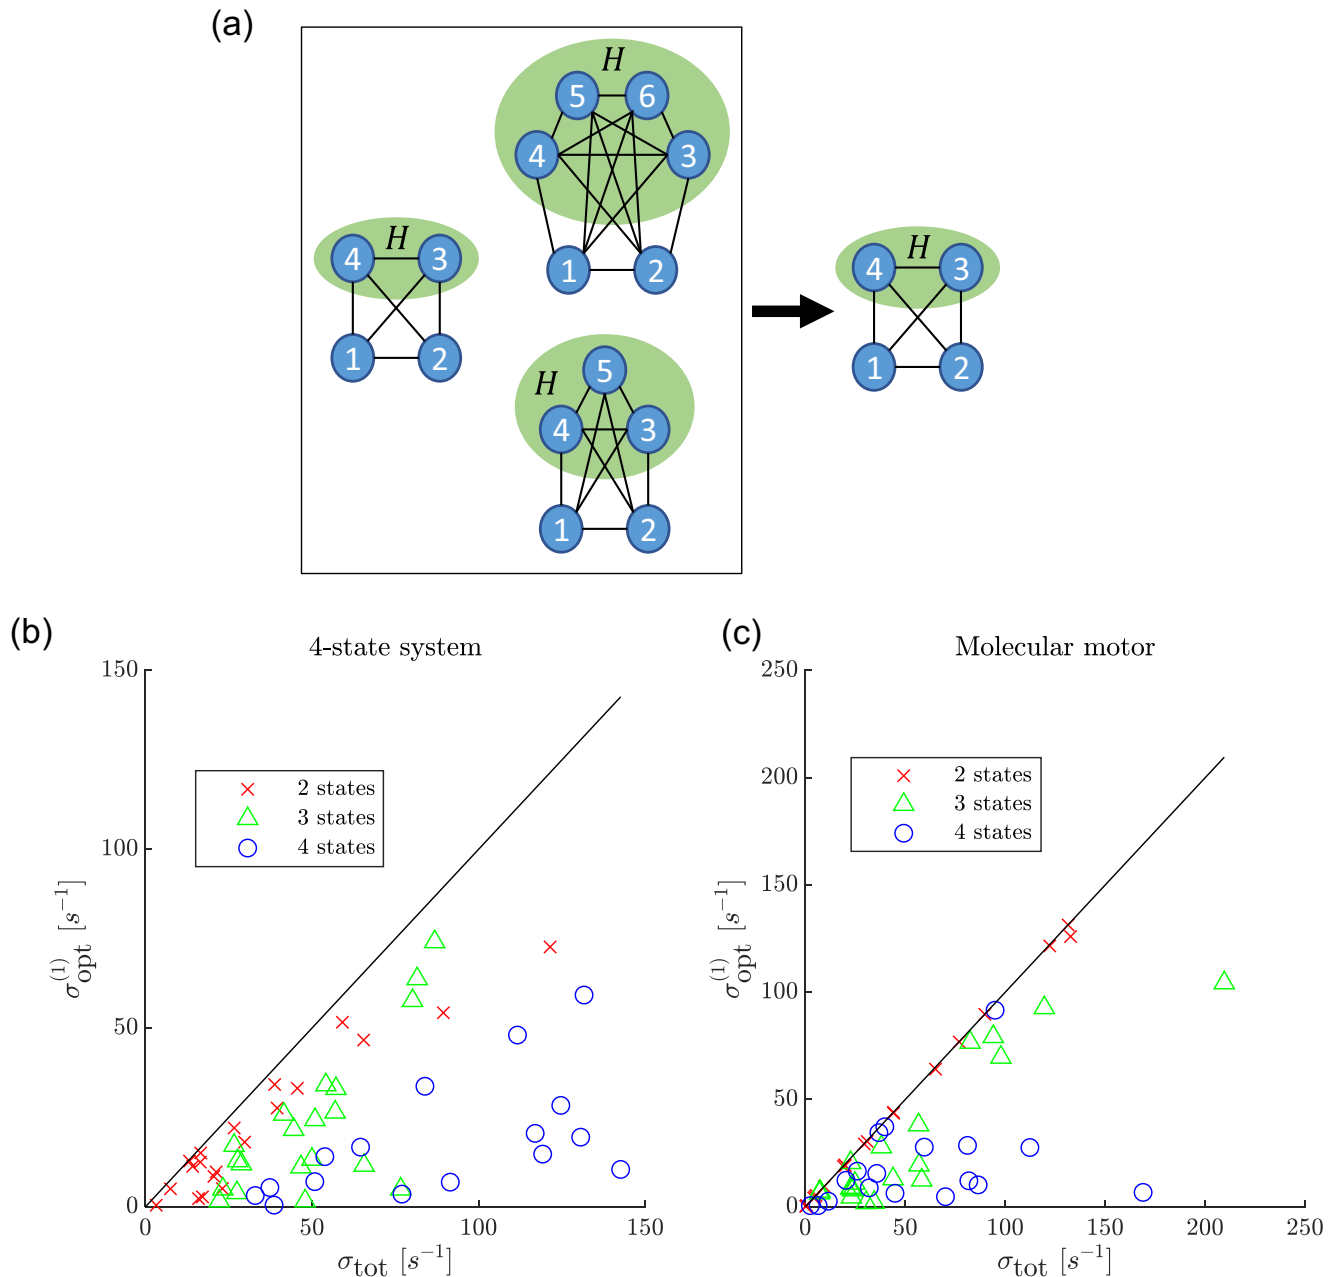 (a)
H
5 6
4 3
1 2
H
4 3
1 2
H
5
4 3
1 2
H
4 3
1 2
(b)
4-state system
σ_opt^(1) [s^−1]
150
100
50
0
2 states
3 states
4 states
0 50 100 150
σ_tot [s^−1]
(c)
Molecular motor
σ_opt^(1) [s^−1]
250
200
150
100
50
0
2 states
3 states
4 states
0 50 100 150 200 250
σ_tot [s^−1]